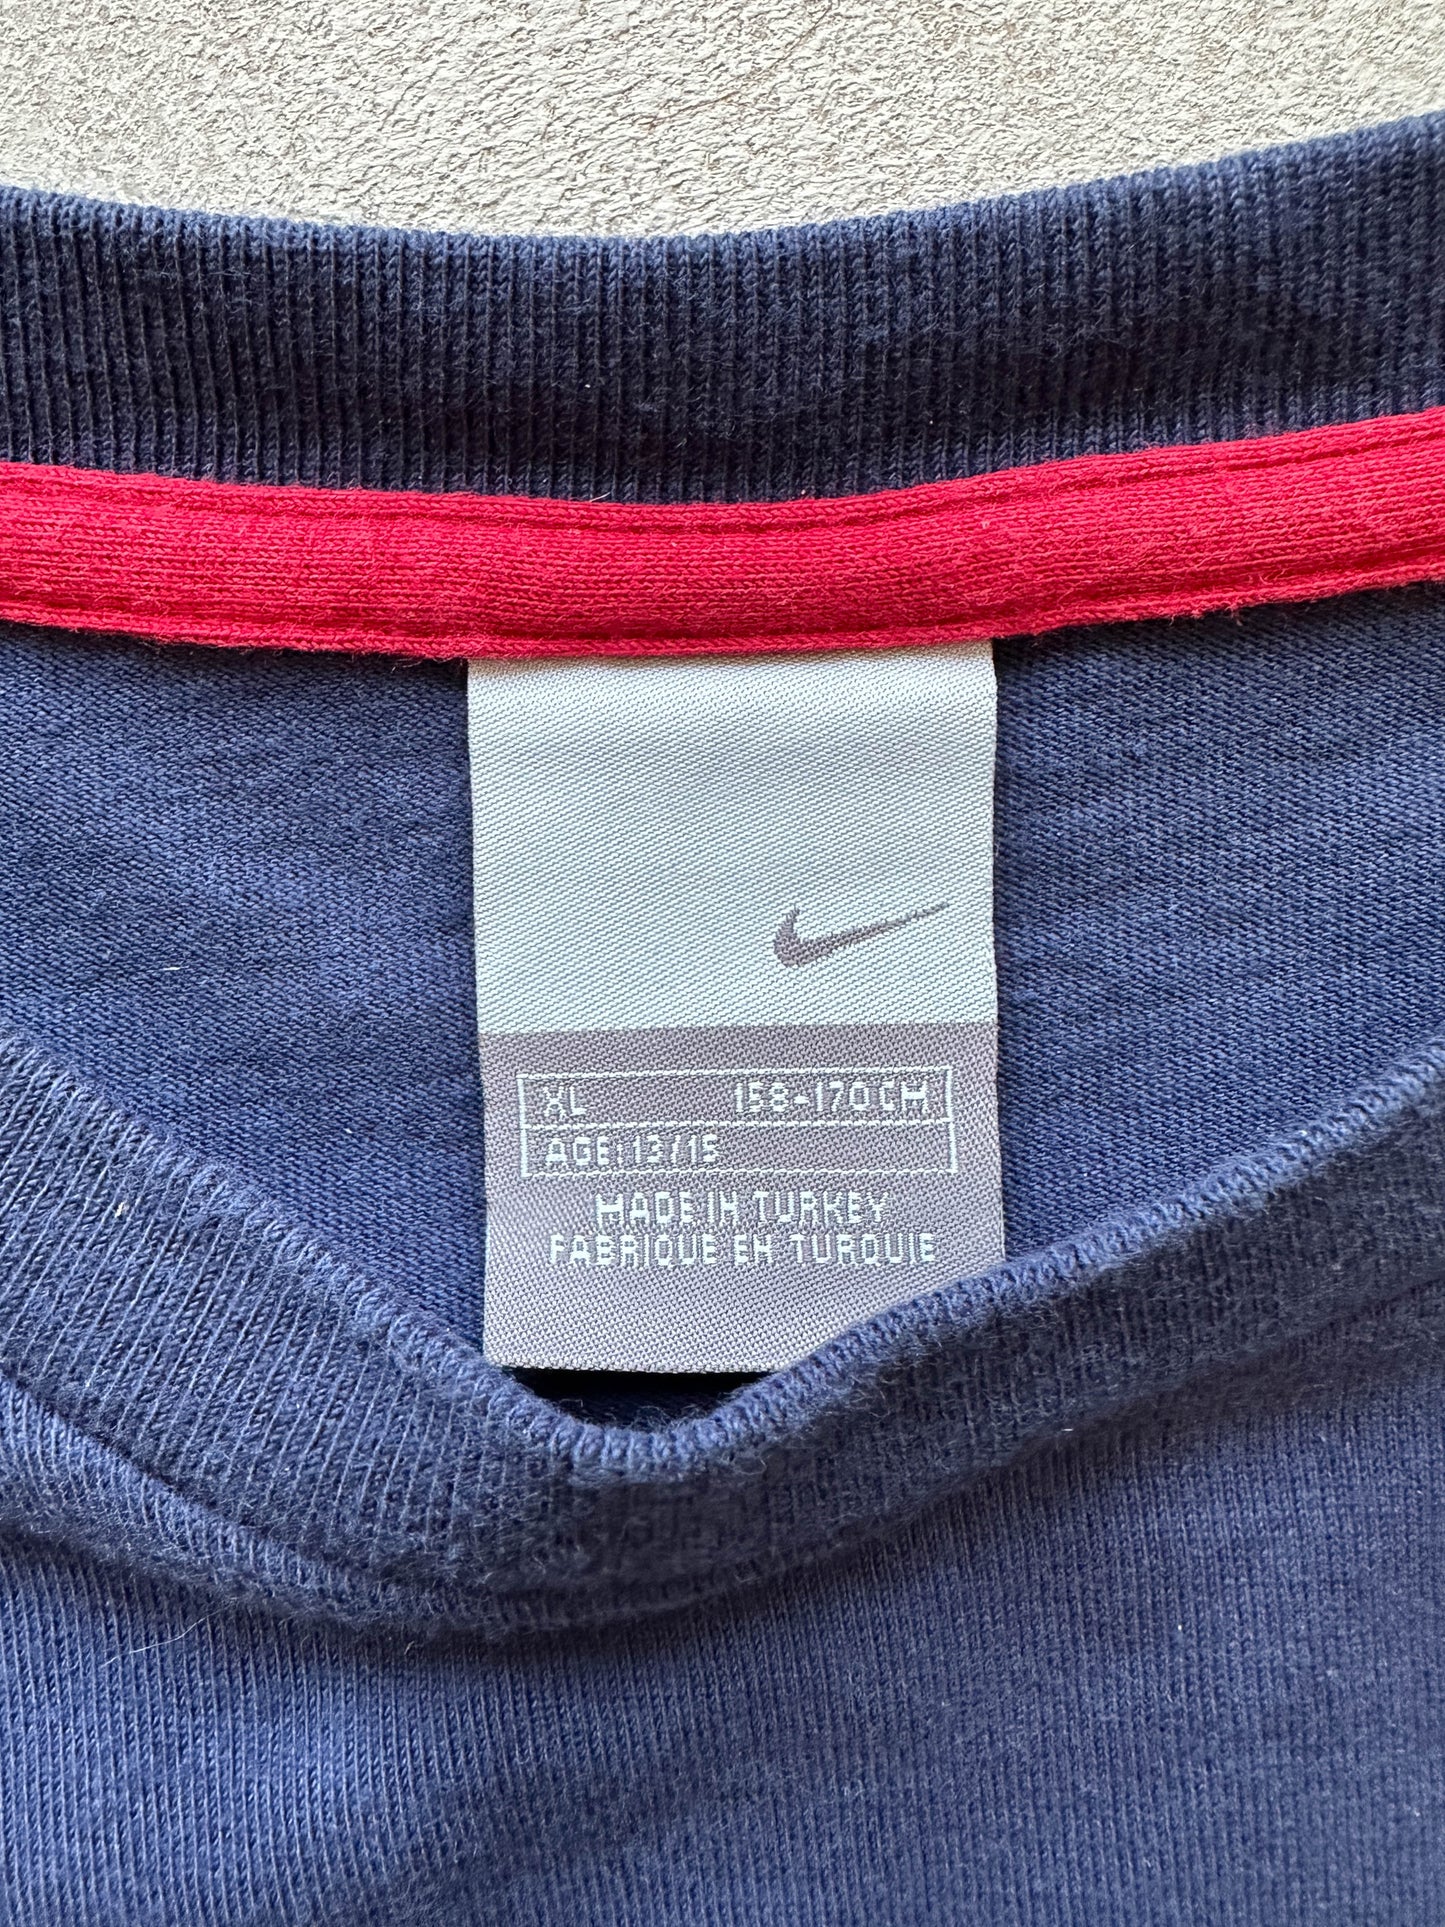 XL 158-170CM
AGE: 13/15
MADE IN TURKEY
FABRIQUE EN TURQUIE